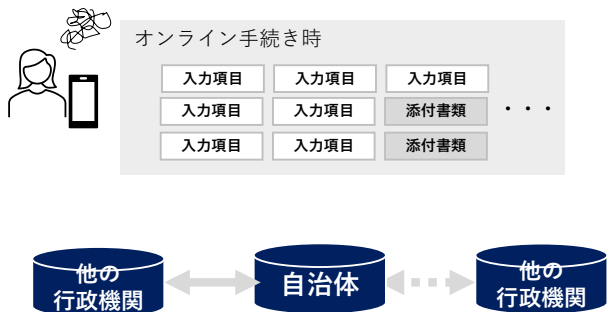 オンライン手続き時
入力項目 入力項目 入力項目
入力項目 入力項目 添付書類 ・・・
入力項目 入力項目 添付書類
他の
行政機関
自治体
他の
行政機関